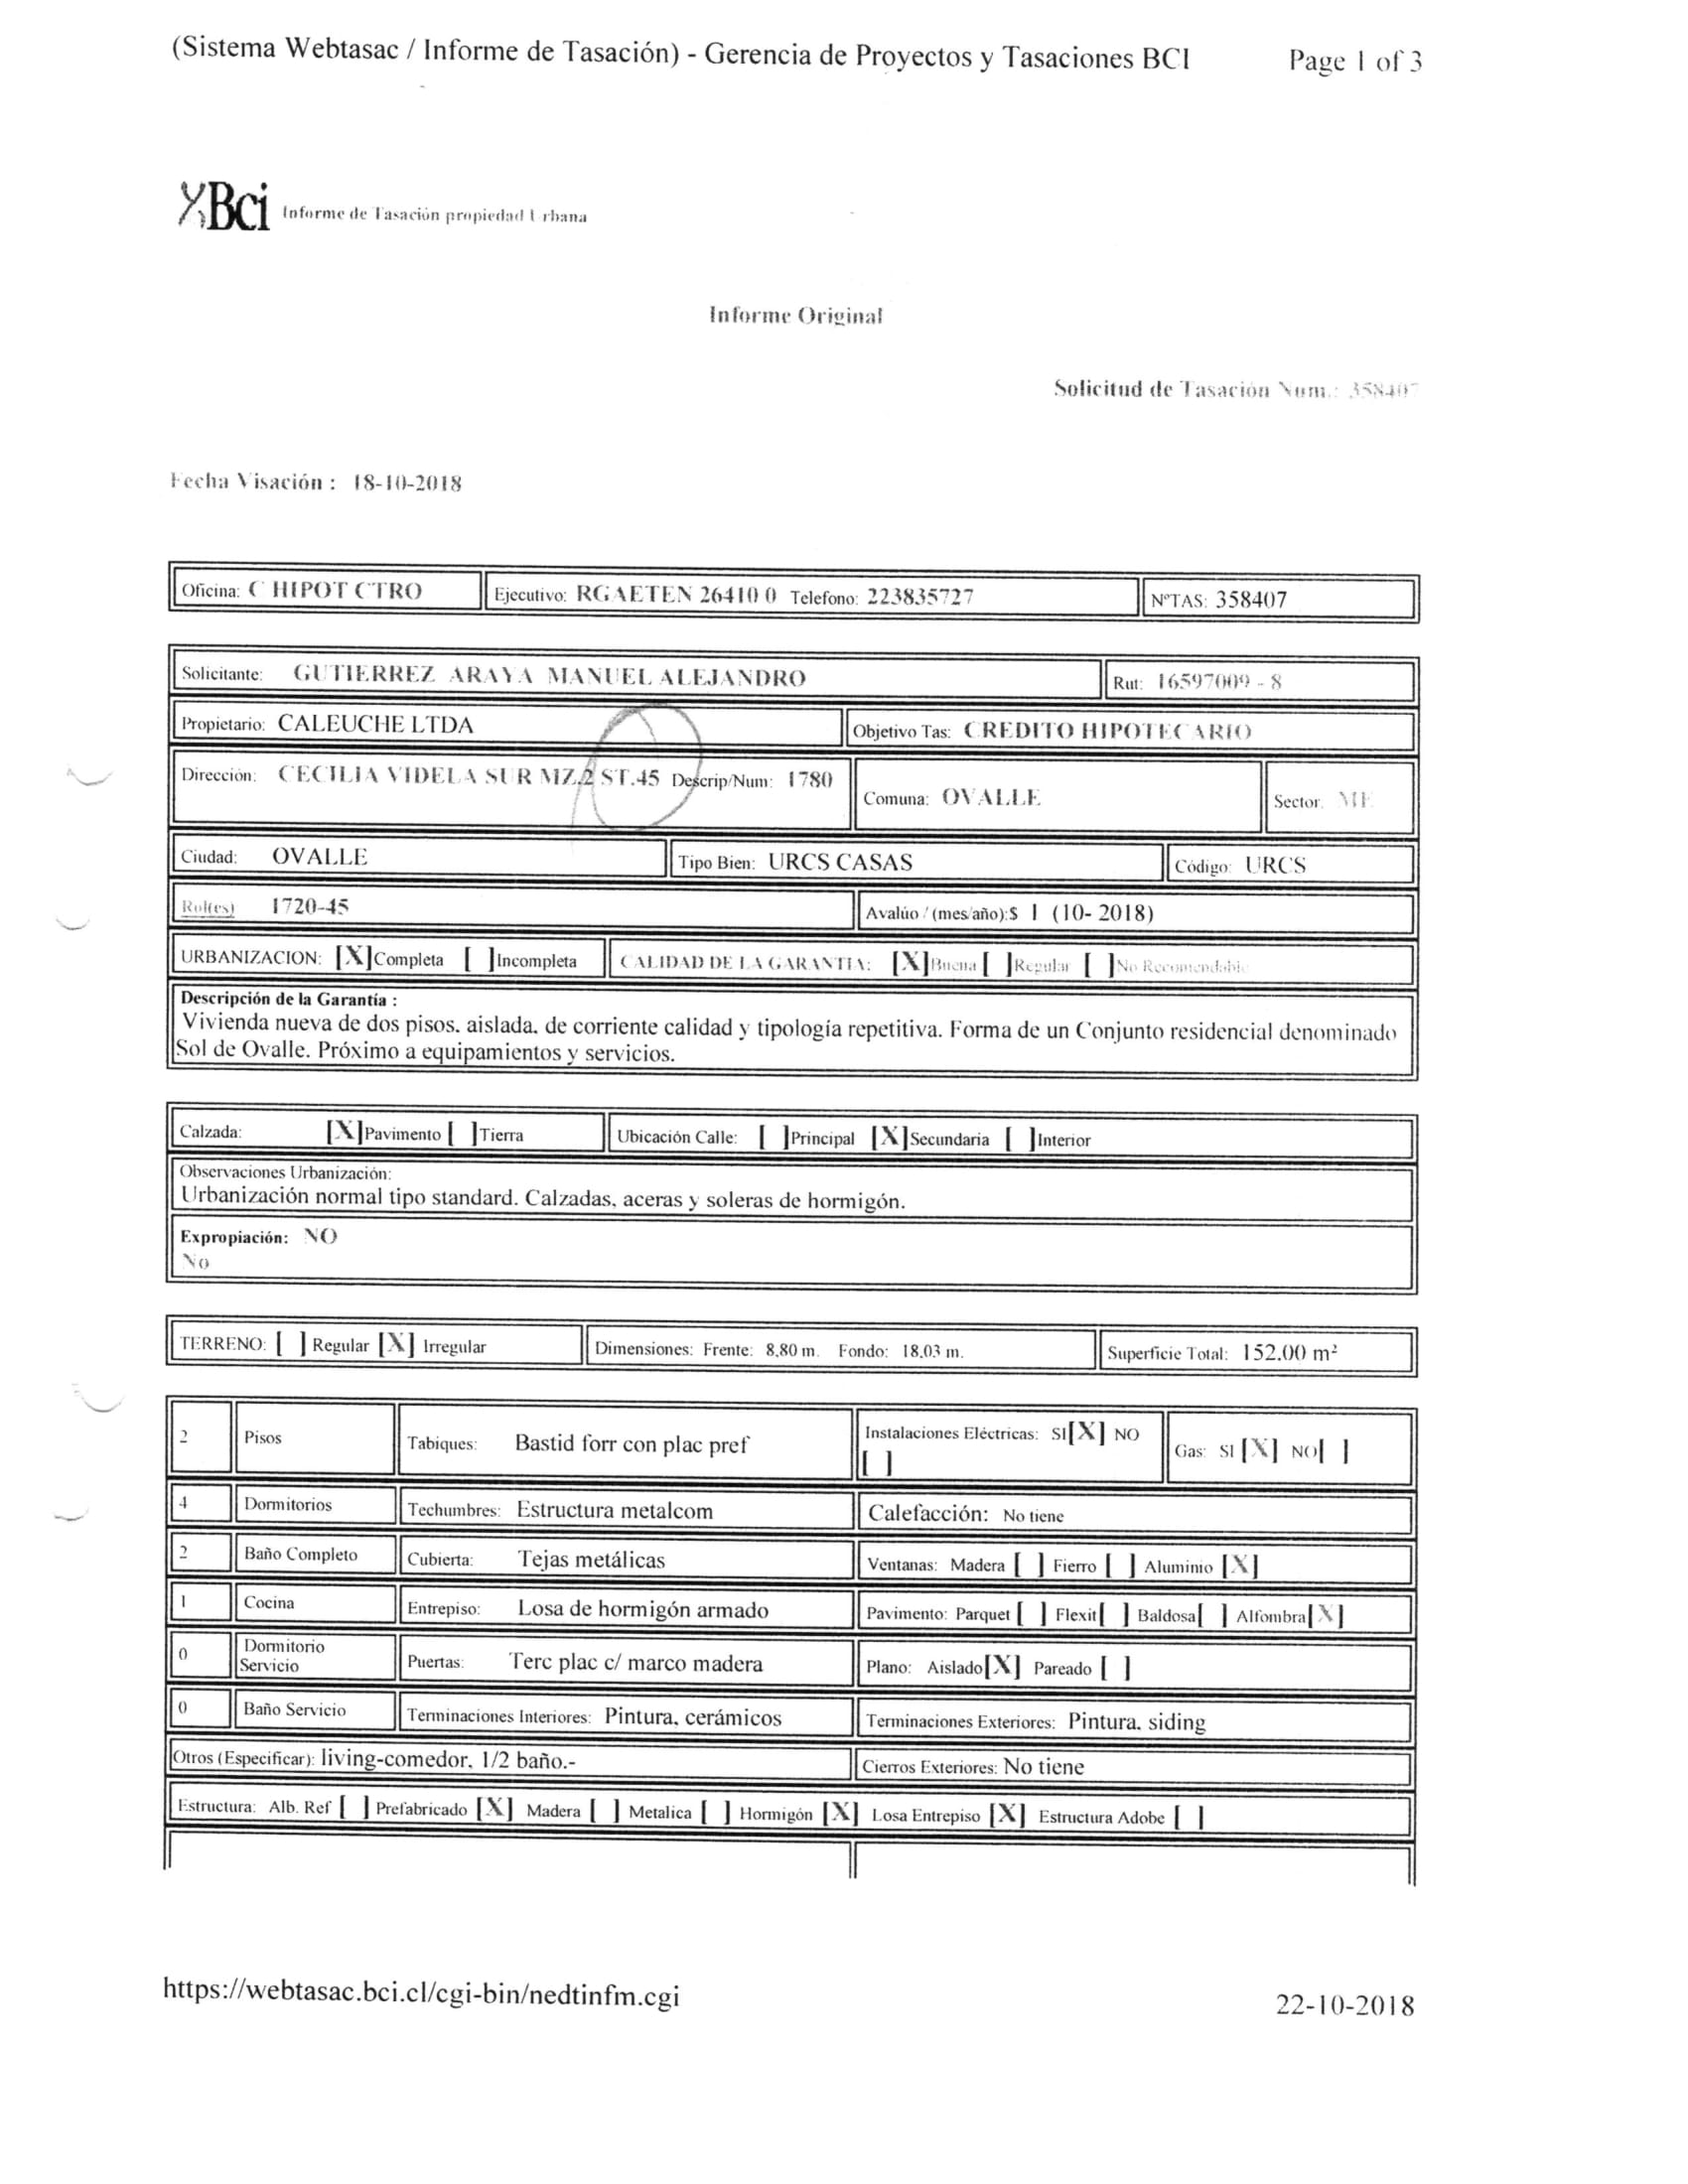 (Sistema Webtasac / Informe de Tasación) - Gerencia de Proyectos y Tasaciones BCI Page 1 of 3
Bci Informe de Tasación propiedad Urbana
Informe Original
Solicitud de Tasación Num.: 358407
Fecha Visación : 18-10-2018
Oficina: C HIPOT CTRO Ejecutivo: RGAETEN 26410 0 Telefono: 223835727 NºTAS: 358407
Solicitante: GUTIERREZ ARAYA MANUEL ALEJANDRO Rut: 16597009 - 8
Propietario: CALEUCHE LTDA Objetivo Tas: CREDITO HIPOTECARIO
Dirección: CECILIA VIDELA SUR MZ.2 ST.45 Descrip/Num: 1780 Comuna: OVALLE Sector: ME
Ciudad: OVALLE Tipo Bien: URCS CASAS Código: URCS
Rol(es) 1720-45 Avalúo / (mes/año):$ 1 (10- 2018)
URBANIZACION: [X]Completa [ ]Incompleta CALIDAD DE LA GARANTIA: [X]Buena [ ]Regular [ ]No Recomendable
Descripción de la Garantía :
Vivienda nueva de dos pisos, aislada, de corriente calidad y tipología repetitiva. Forma de un Conjunto residencial denominado
Sol de Ovalle. Próximo a equipamientos y servicios.
Calzada: [X]Pavimento [ ]Tierra Ubicación Calle: [ ]Principal [X]Secundaria [ ]Interior
Observaciones Urbanización:
Urbanización normal tipo standard. Calzadas, aceras y soleras de hormigón.
Expropiación: NO
No
TERRENO: [ ] Regular [X] Irregular Dimensiones: Frente: 8,80 m. Fondo: 18,03 m. Superficie Total: 152,00 m²
2 Pisos Tabiques: Bastid forr con plac pref Instalaciones Eléctricas: SI[X] NO
[ ] Gas: SI [X] NO[ ]
4 Dormitorios Techumbres: Estructura metalcom Calefacción: No tiene
2 Baño Completo Cubierta: Tejas metálicas Ventanas: Madera [ ] Fierro [ ] Aluminio [X]
1 Cocina Entrepiso: Losa de hormigón armado Pavimento: Parquet [ ] Flexit[ ] Baldosa[ ] Alfombra[X]
0 Dormitorio
Servicio Puertas: Terc plac c/ marco madera Plano: Aislado[X] Pareado [ ]
0 Baño Servicio Terminaciones Interiores: Pintura, cerámicos Terminaciones Exteriores: Pintura, siding
Otros (Especificar): living-comedor, 1/2 baño.- Cierros Exteriores: No tiene
Estructura: Alb. Ref [ ] Prefabricado [X] Madera [ ] Metalica [ ] Hormigón [X] Losa Entrepiso [X] Estructura Adobe [ ]
https://webtasac.bci.cl/cgi-bin/nedtinfm.cgi 22-10-2018